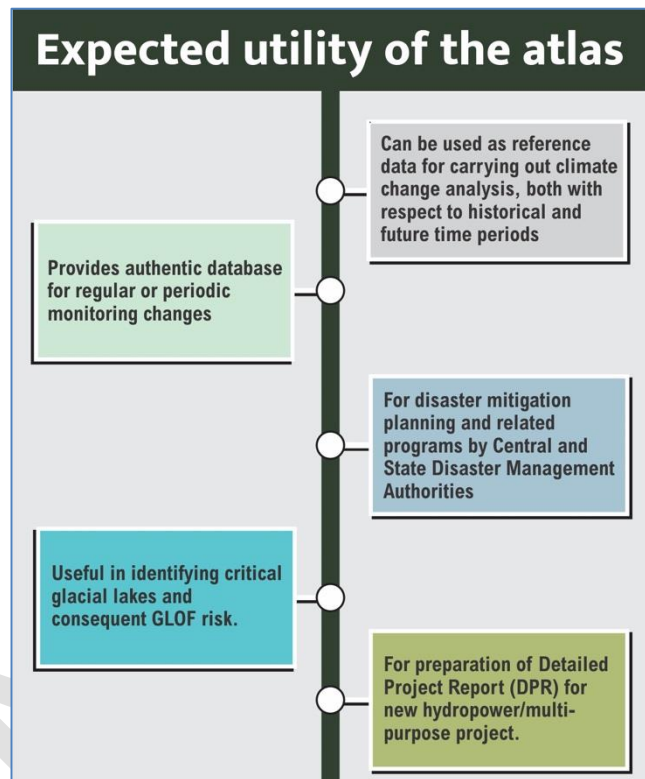 Expected utility of the atlas
Can be used as reference
data for carrying out climate
change analysis, both with
respect to historical and
future time periods
Provides authentic database
for regular or periodic
monitoring changes
For disaster mitigation
planning and related
programs by Central and
State Disaster Management
Authorities
Useful in identifying critical
glacial lakes and
consequent GLOF risk.
For preparation of Detailed
Project Report (DPR) for
new hydropower/multi-
purpose project.